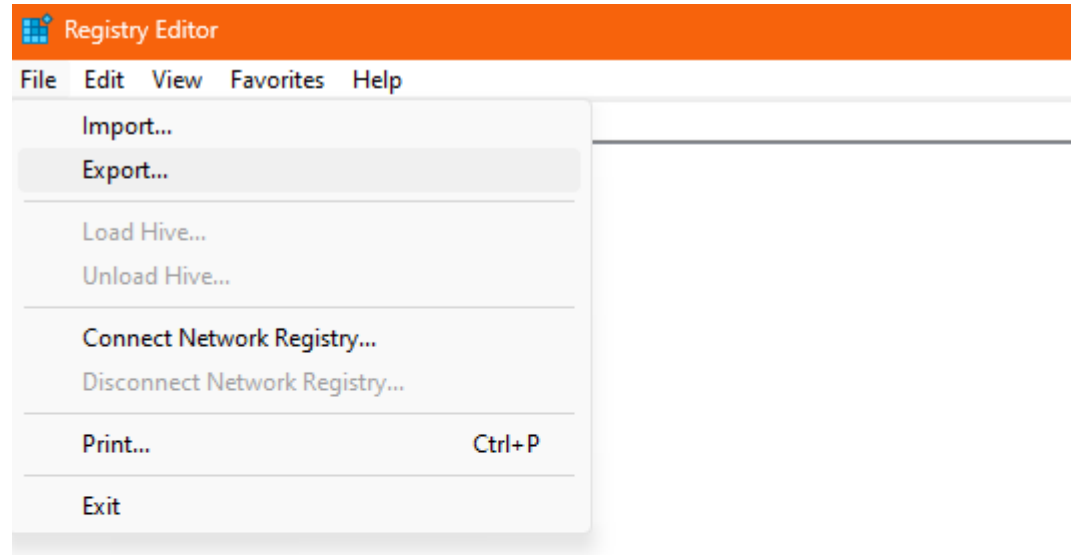 Registry Editor
File Edit View Favorites Help
Import...
Export...
Load Hive...
Unload Hive...
Connect Network Registry...
Disconnect Network Registry...
Print... Ctrl+P
Exit